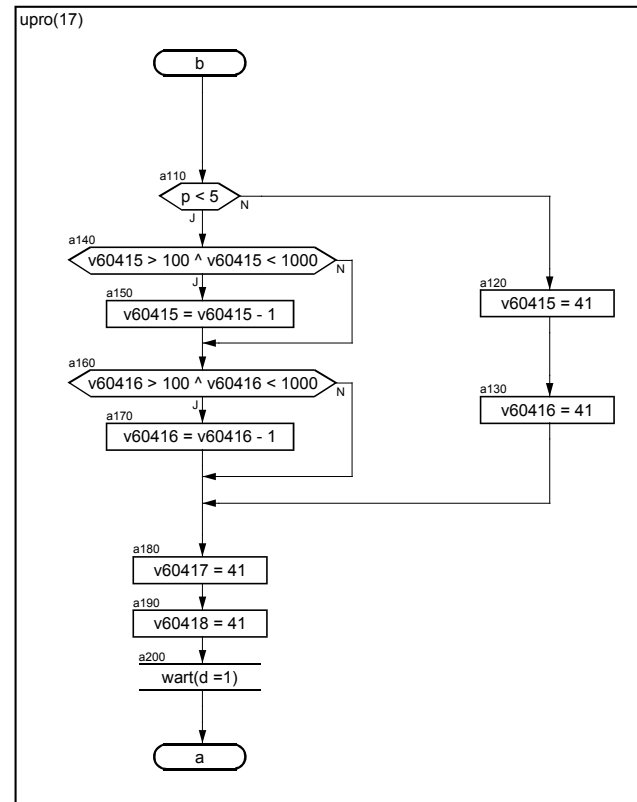 upro(17)
b
a110
p < 5
N
J
a140
v60415 > 100 ^ v60415 < 1000
N
J
a150
v60415 = v60415 - 1
a160
v60416 > 100 ^ v60416 < 1000
N
J
a170
v60416 = v60416 - 1
a120
v60415 = 41
a130
v60416 = 41
a180
v60417 = 41
a190
v60418 = 41
a200
wart(d =1)
a